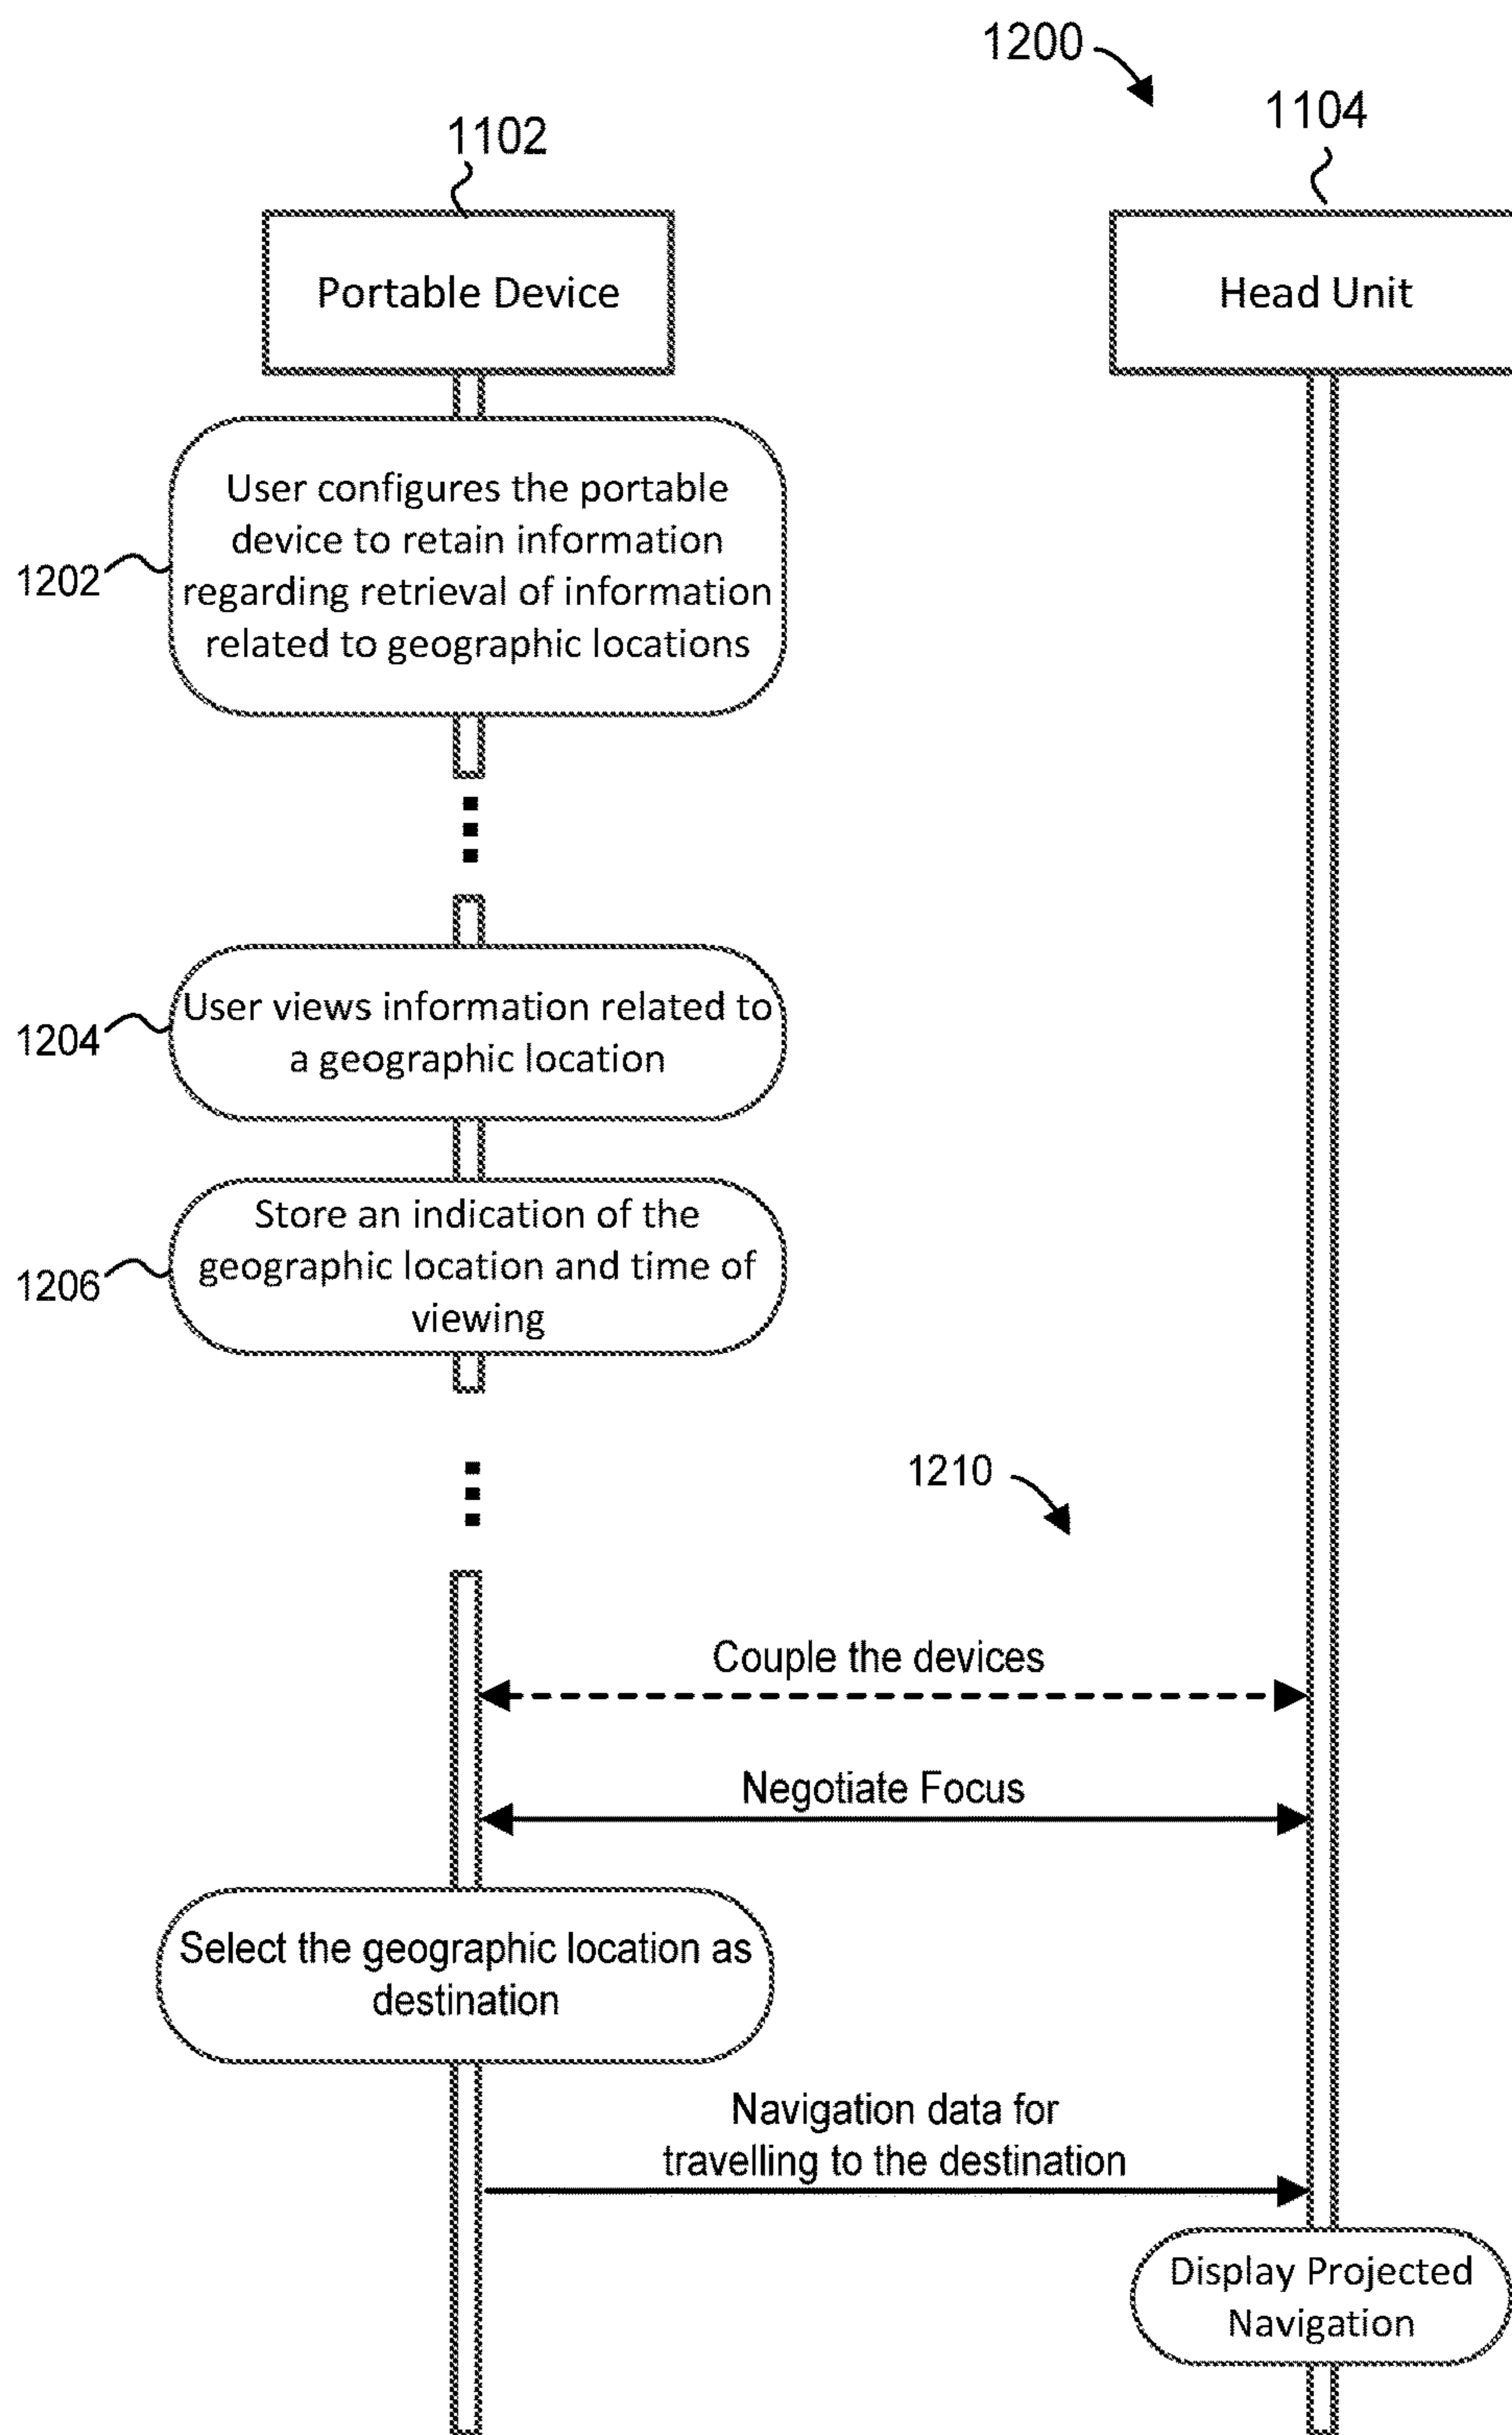 1200
1102
1104
Portable Device
Head Unit
User configures the portable
device to retain information
regarding retrieval of information
related to geographic locations
1202
User views information related to
a geographic location
1204
Store an indication of the
geographic location and time of
viewing
1206
1210
Couple the devices
Negotiate Focus
Select the geographic location as
destination
Navigation data for
travelling to the destination
Display Projected
Navigation